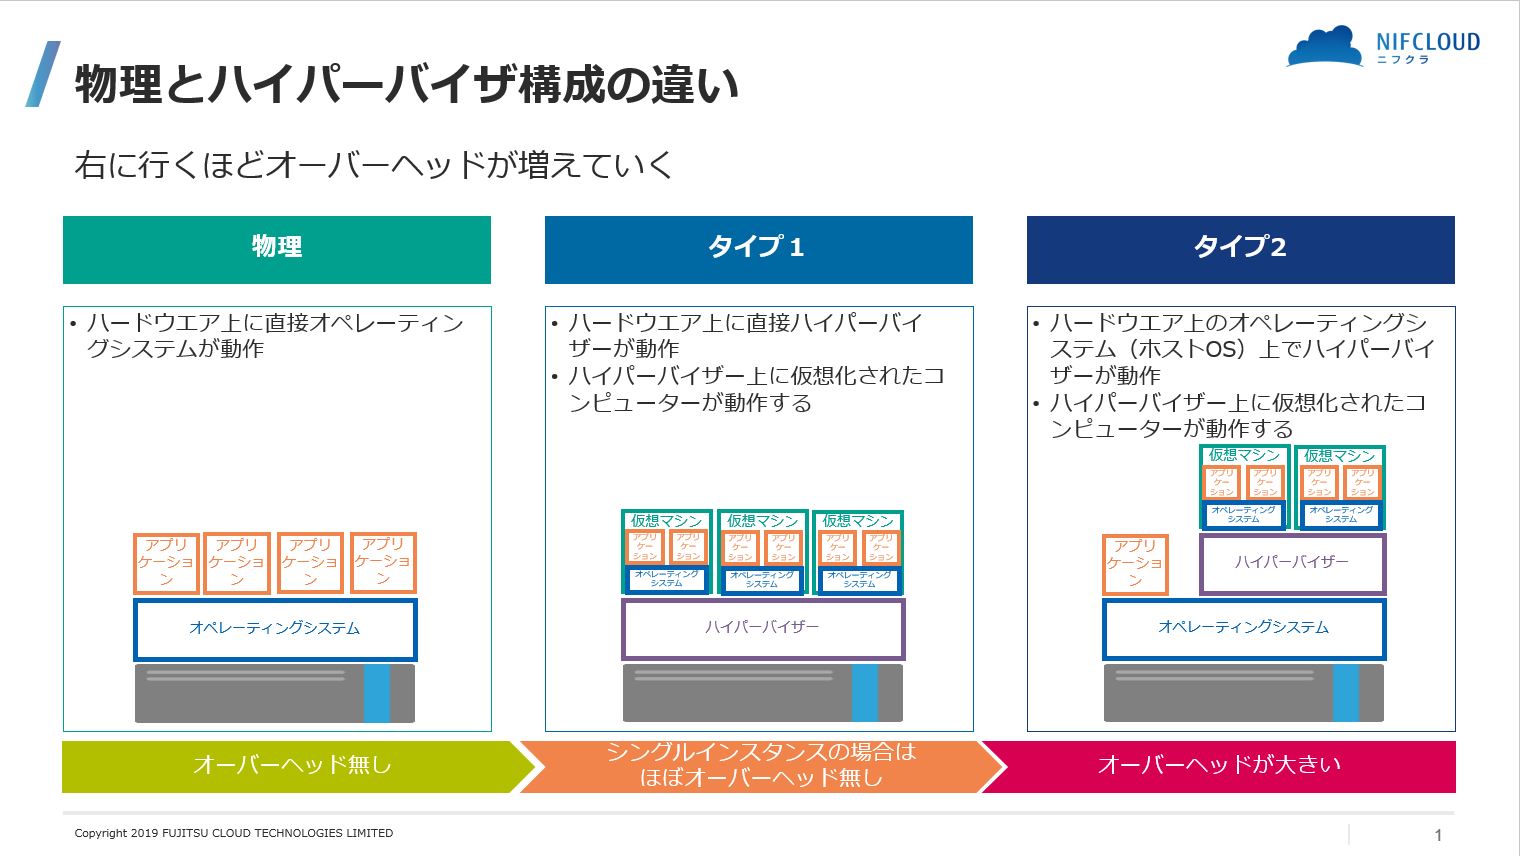 NIFCLOUD
ニフクラ
物理とハイパーバイザ構成の違い
右に行くほどオーバーヘッドが増えていく
物理
• ハードウエア上に直接オペレーティン
グシステムが動作
アプリ
ケーショ
ン
アプリ
ケーショ
ン
アプリ
ケーショ
ン
アプリ
ケーショ
ン
オペレーティングシステム
オーバーヘッド無し
タイプ１
• ハードウエア上に直接ハイパーバイ
ザーが動作
• ハイパーバイザー上に仮想化されたコ
ンピューターが動作する
仮想マシン
アプリ
ケー
ション
アプリ
ケー
ション
オペレーティング
システム
仮想マシン
アプリ
ケー
ション
アプリ
ケー
ション
オペレーティング
システム
仮想マシン
アプリ
ケー
ション
アプリ
ケー
ション
オペレーティング
システム
ハイパーバイザー
シングルインスタンスの場合は
ほぼオーバーヘッド無し
タイプ2
• ハードウエア上のオペレーティングシ
ステム（ホストOS）上でハイパーバイ
ザーが動作
• ハイパーバイザー上に仮想化されたコ
ンピューターが動作する
仮想マシン
アプリ
ケー
ション
アプリ
ケー
ション
オペレーティング
システム
仮想マシン
アプリ
ケー
ション
アプリ
ケー
ション
オペレーティング
システム
アプリ
ケーショ
ン
ハイパーバイザー
オペレーティングシステム
オーバーヘッドが大きい
Copyright 2019 FUJITSU CLOUD TECHNOLOGIES LIMITED
1